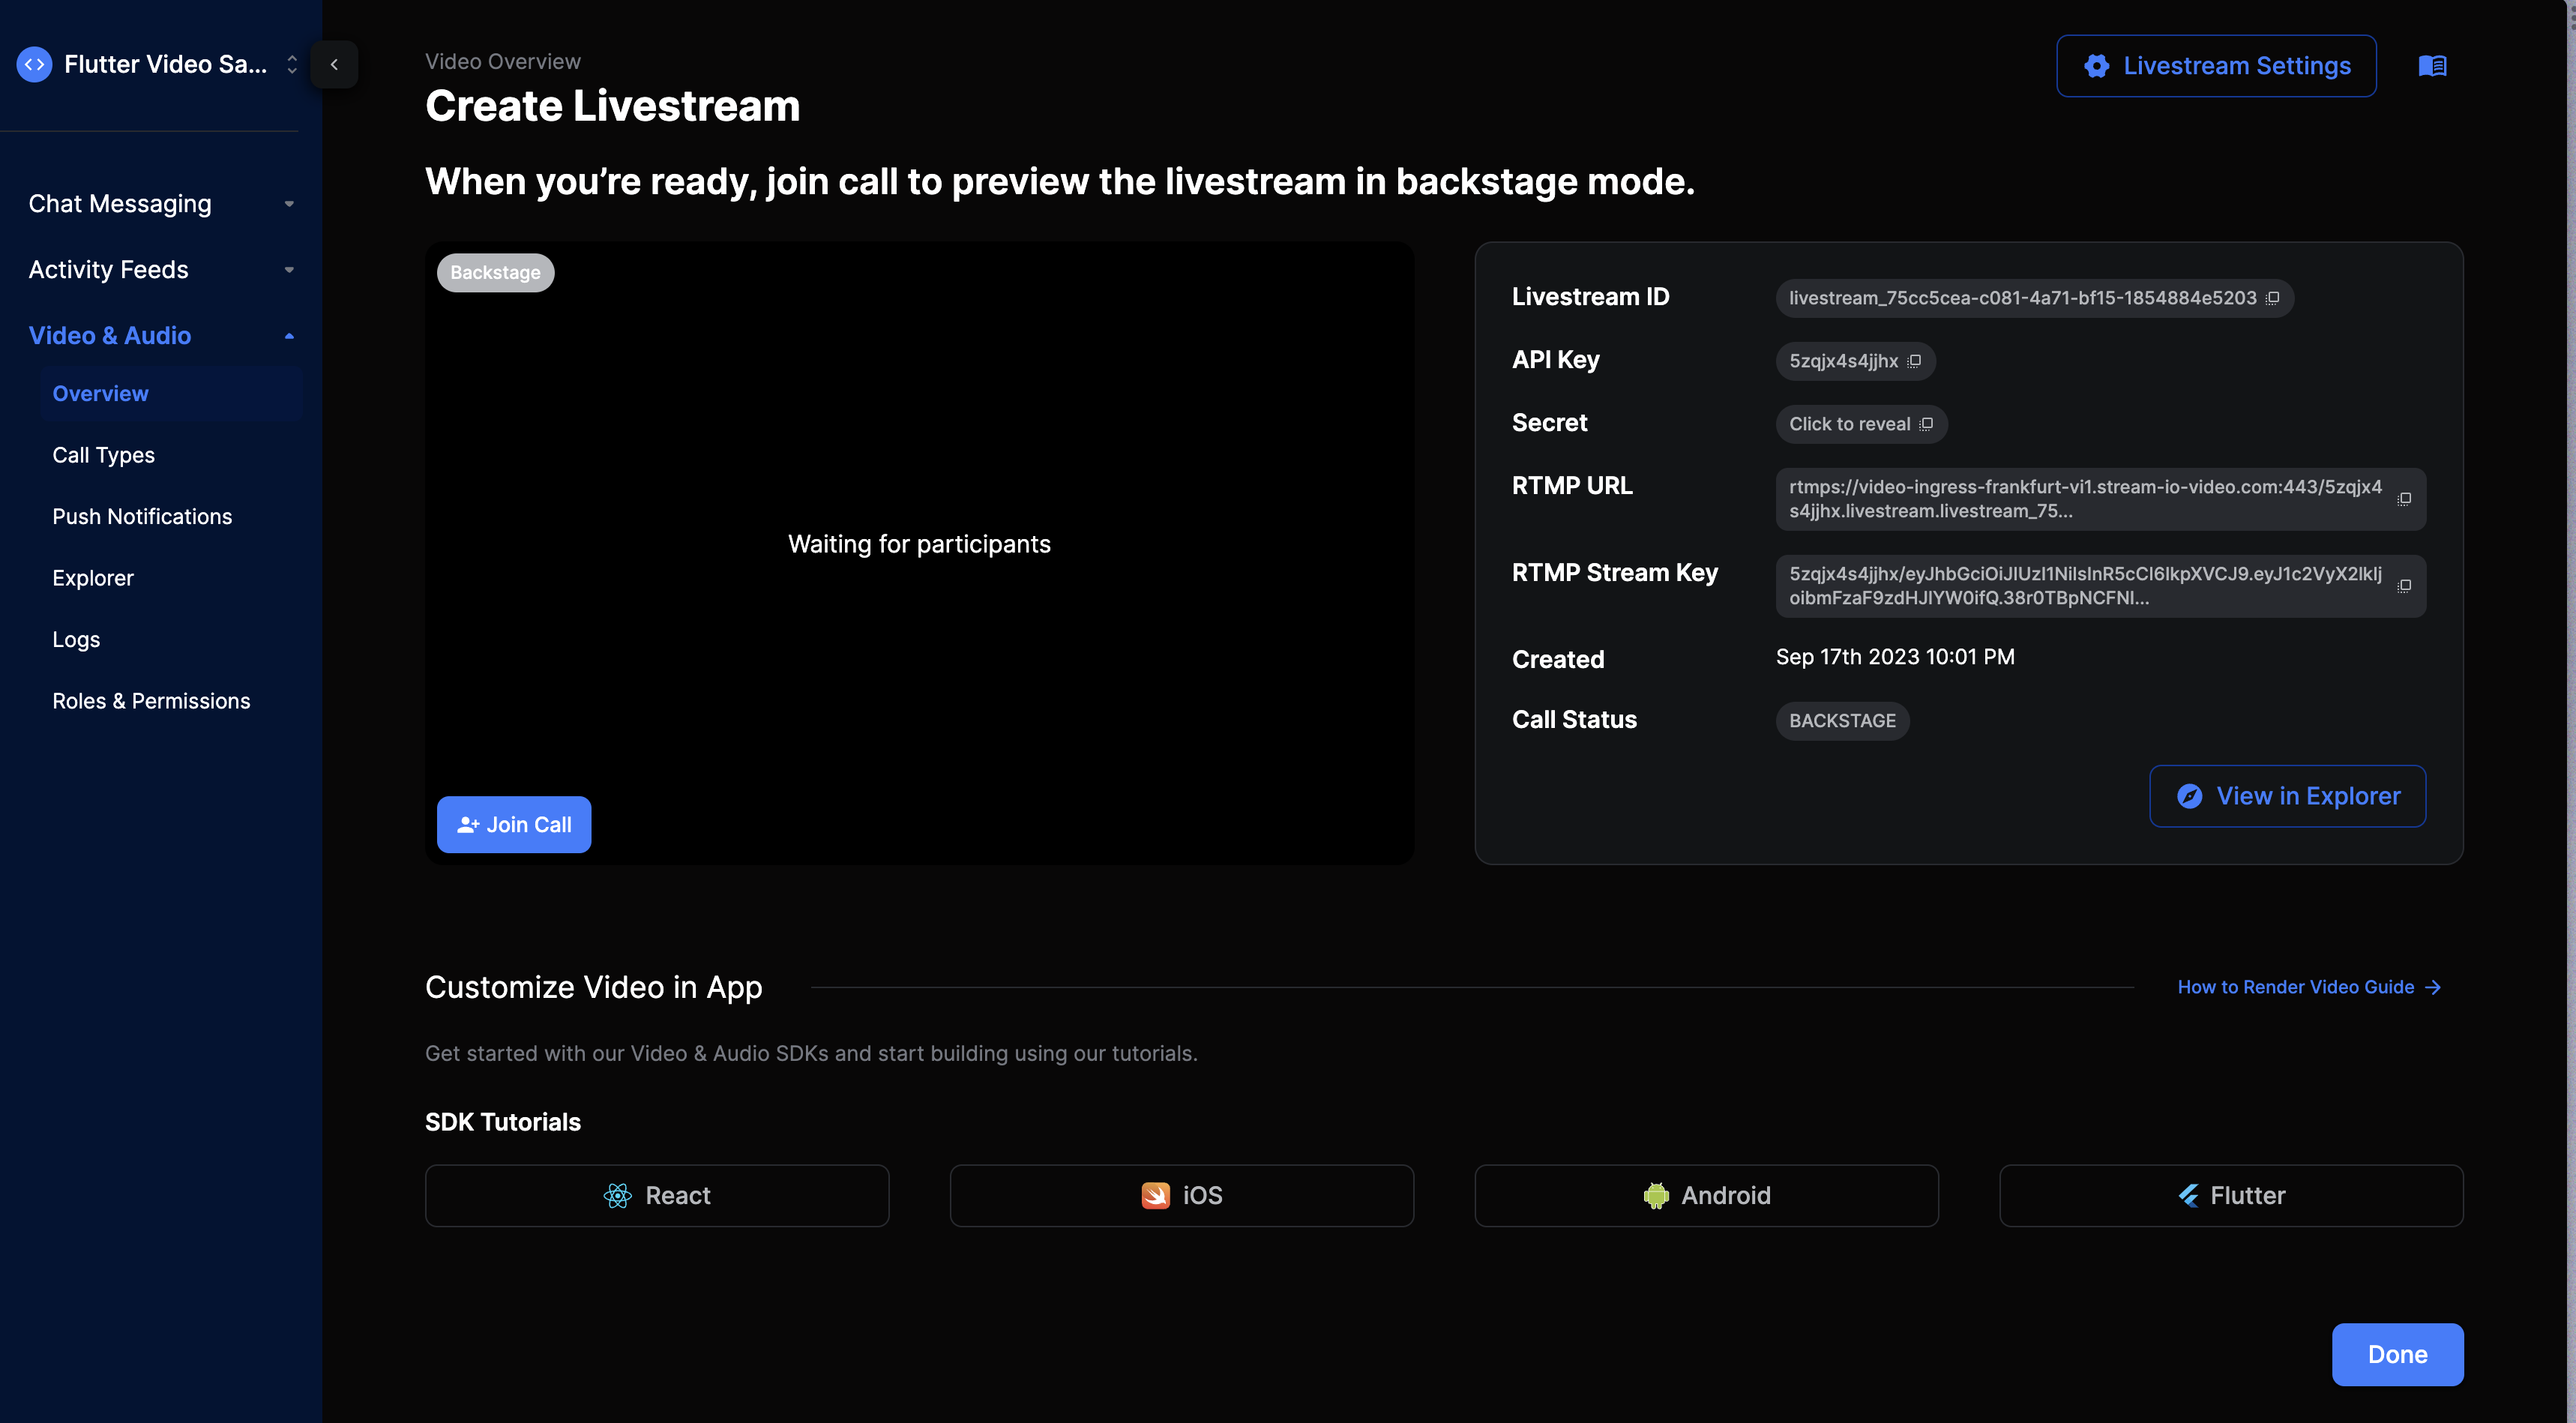 Flutter Video Sa...
Chat Messaging
Activity Feeds
Video & Audio
Overview
Call Types
Push Notifications
Explorer
Logs
Roles & Permissions
Video Overview
Create Livestream
Livestream Settings
When you’re ready, join call to preview the livestream in backstage mode.
Backstage
Waiting for participants
Join Call
Livestream ID
livestream_75cc5cea-c081-4a71-bf15-1854884e5203
API Key
5zqjx4s4jjhx
Secret
Click to reveal
RTMP URL
rtmps://video-ingress-frankfurt-vi1.stream-io-video.com:443/5zqjx4
s4jjhx.livestream.livestream_75...
RTMP Stream Key
5zqjx4s4jjhx/eyJhbGciOiJIUzI1NiIsInR5cCI6IkpXVCJ9.eyJ1c2VyX2lkIj
oibmFzaF9zdHJlYW0ifQ.38r0TBpNCFNI...
Created
Sep 17th 2023 10:01 PM
Call Status
BACKSTAGE
View in Explorer
Customize Video in App
How to Render Video Guide
Get started with our Video & Audio SDKs and start building using our tutorials.
SDK Tutorials
React
iOS
Android
Flutter
Done